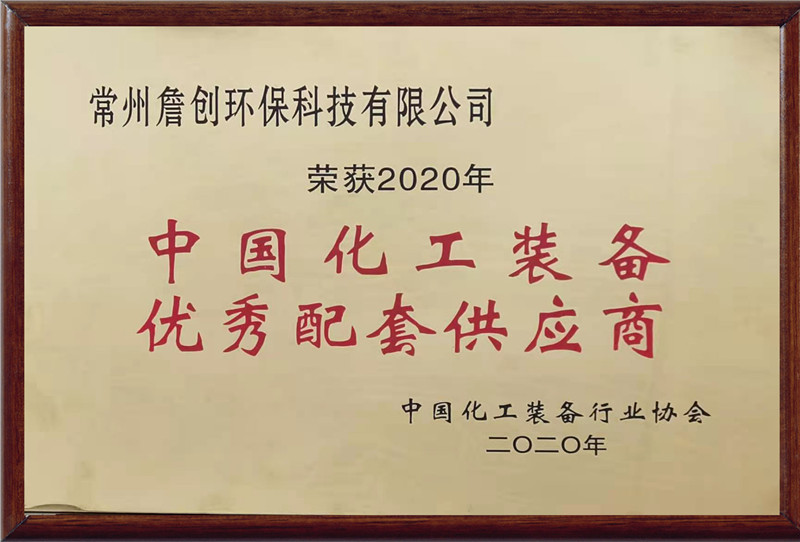 常州詹创环保科技有限公司
荣获2020年
中国化工装备
优秀配套供应商
中国化工装备行业协会
二〇二〇年